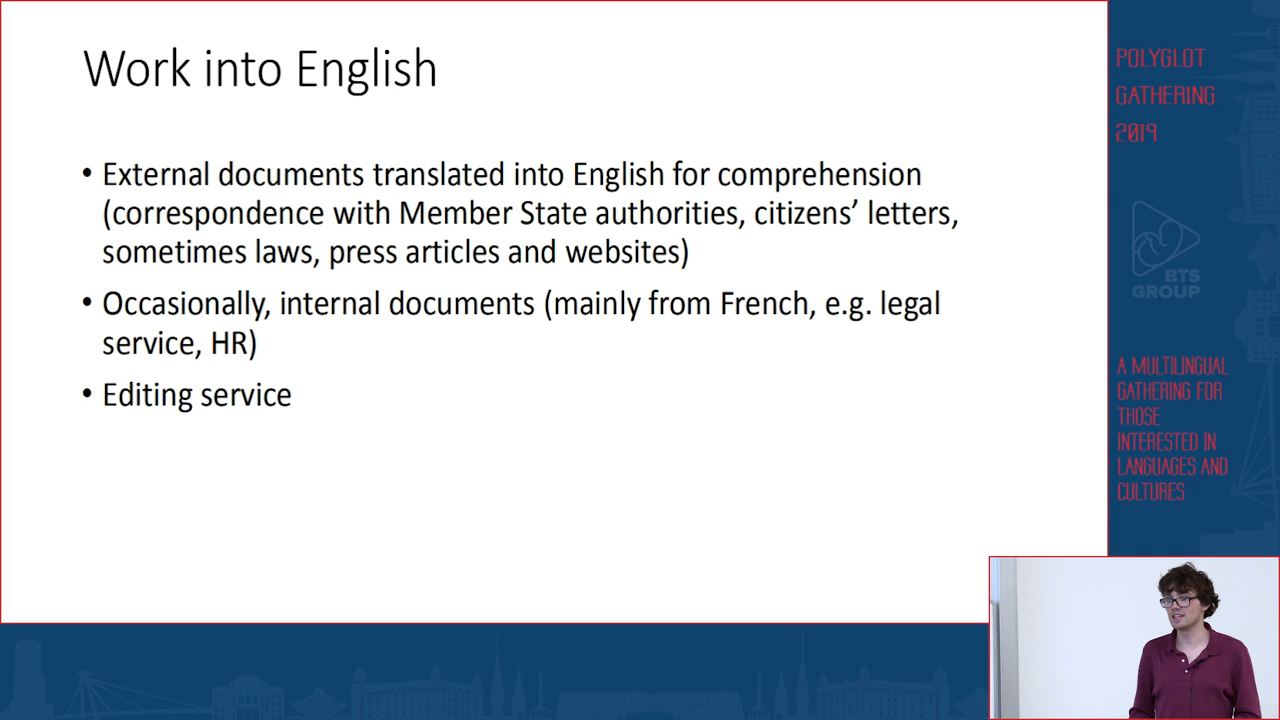 Work into English
• External documents translated into English for comprehension
(correspondence with Member State authorities, citizens’ letters,
sometimes laws, press articles and websites)
• Occasionally, internal documents (mainly from French, e.g. legal
service, HR)
• Editing service
POLYGLOT
GATHERING
2019
BTS
GROUP
A MULTILINGUAL
GATHERING FOR
THOSE
INTERESTED IN
LANGUAGES AND
CULTURES